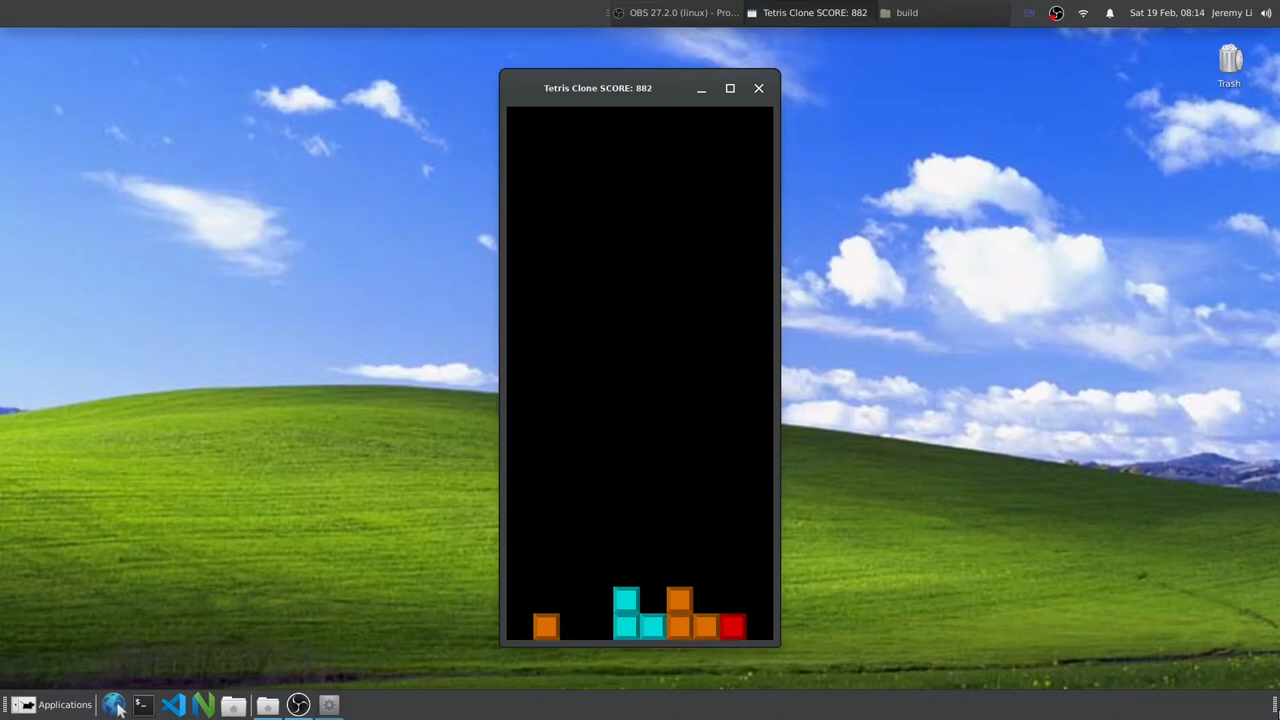 OBS 27.2.0 (linux) - Pro...
Tetris Clone SCORE: 882
build
EN
Sat 19 Feb, 08:14
Jeremy Li
Trash
Tetris Clone SCORE: 882
Applications
$_